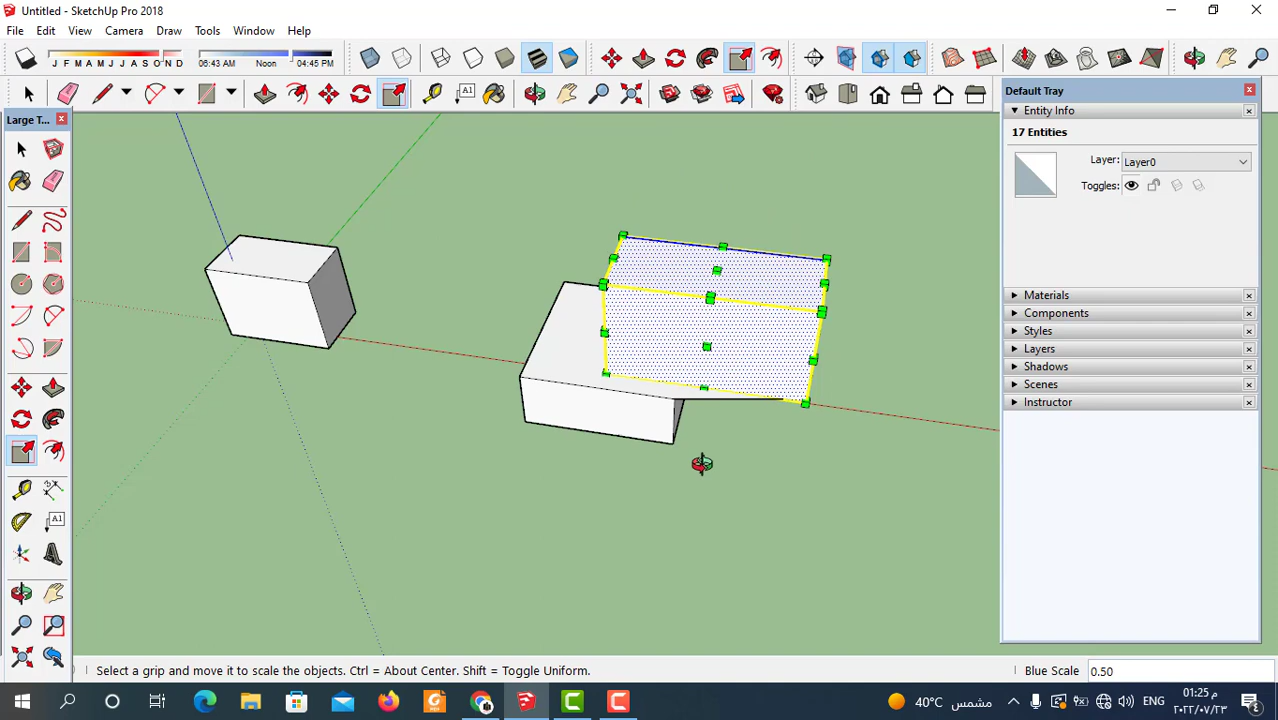 Untitled - SketchUp Pro 2018
File Edit View Camera Draw Tools Window Help
J F M A M J J A S O N D 06:43 AM Noon 04:45 PM
Default Tray
Large T...
Entity Info
17 Entities
Layer: Layer0
Toggles:
Materials
Components
Styles
Layers
Shadows
Scenes
Instructor
Select a grip and move it to scale the objects. Ctrl = About Center. Shift = Toggle Uniform.
Blue Scale 0.50
40°C مشمس
ENG
01:25 م
٢٠٢٢/٠٧/٢٣